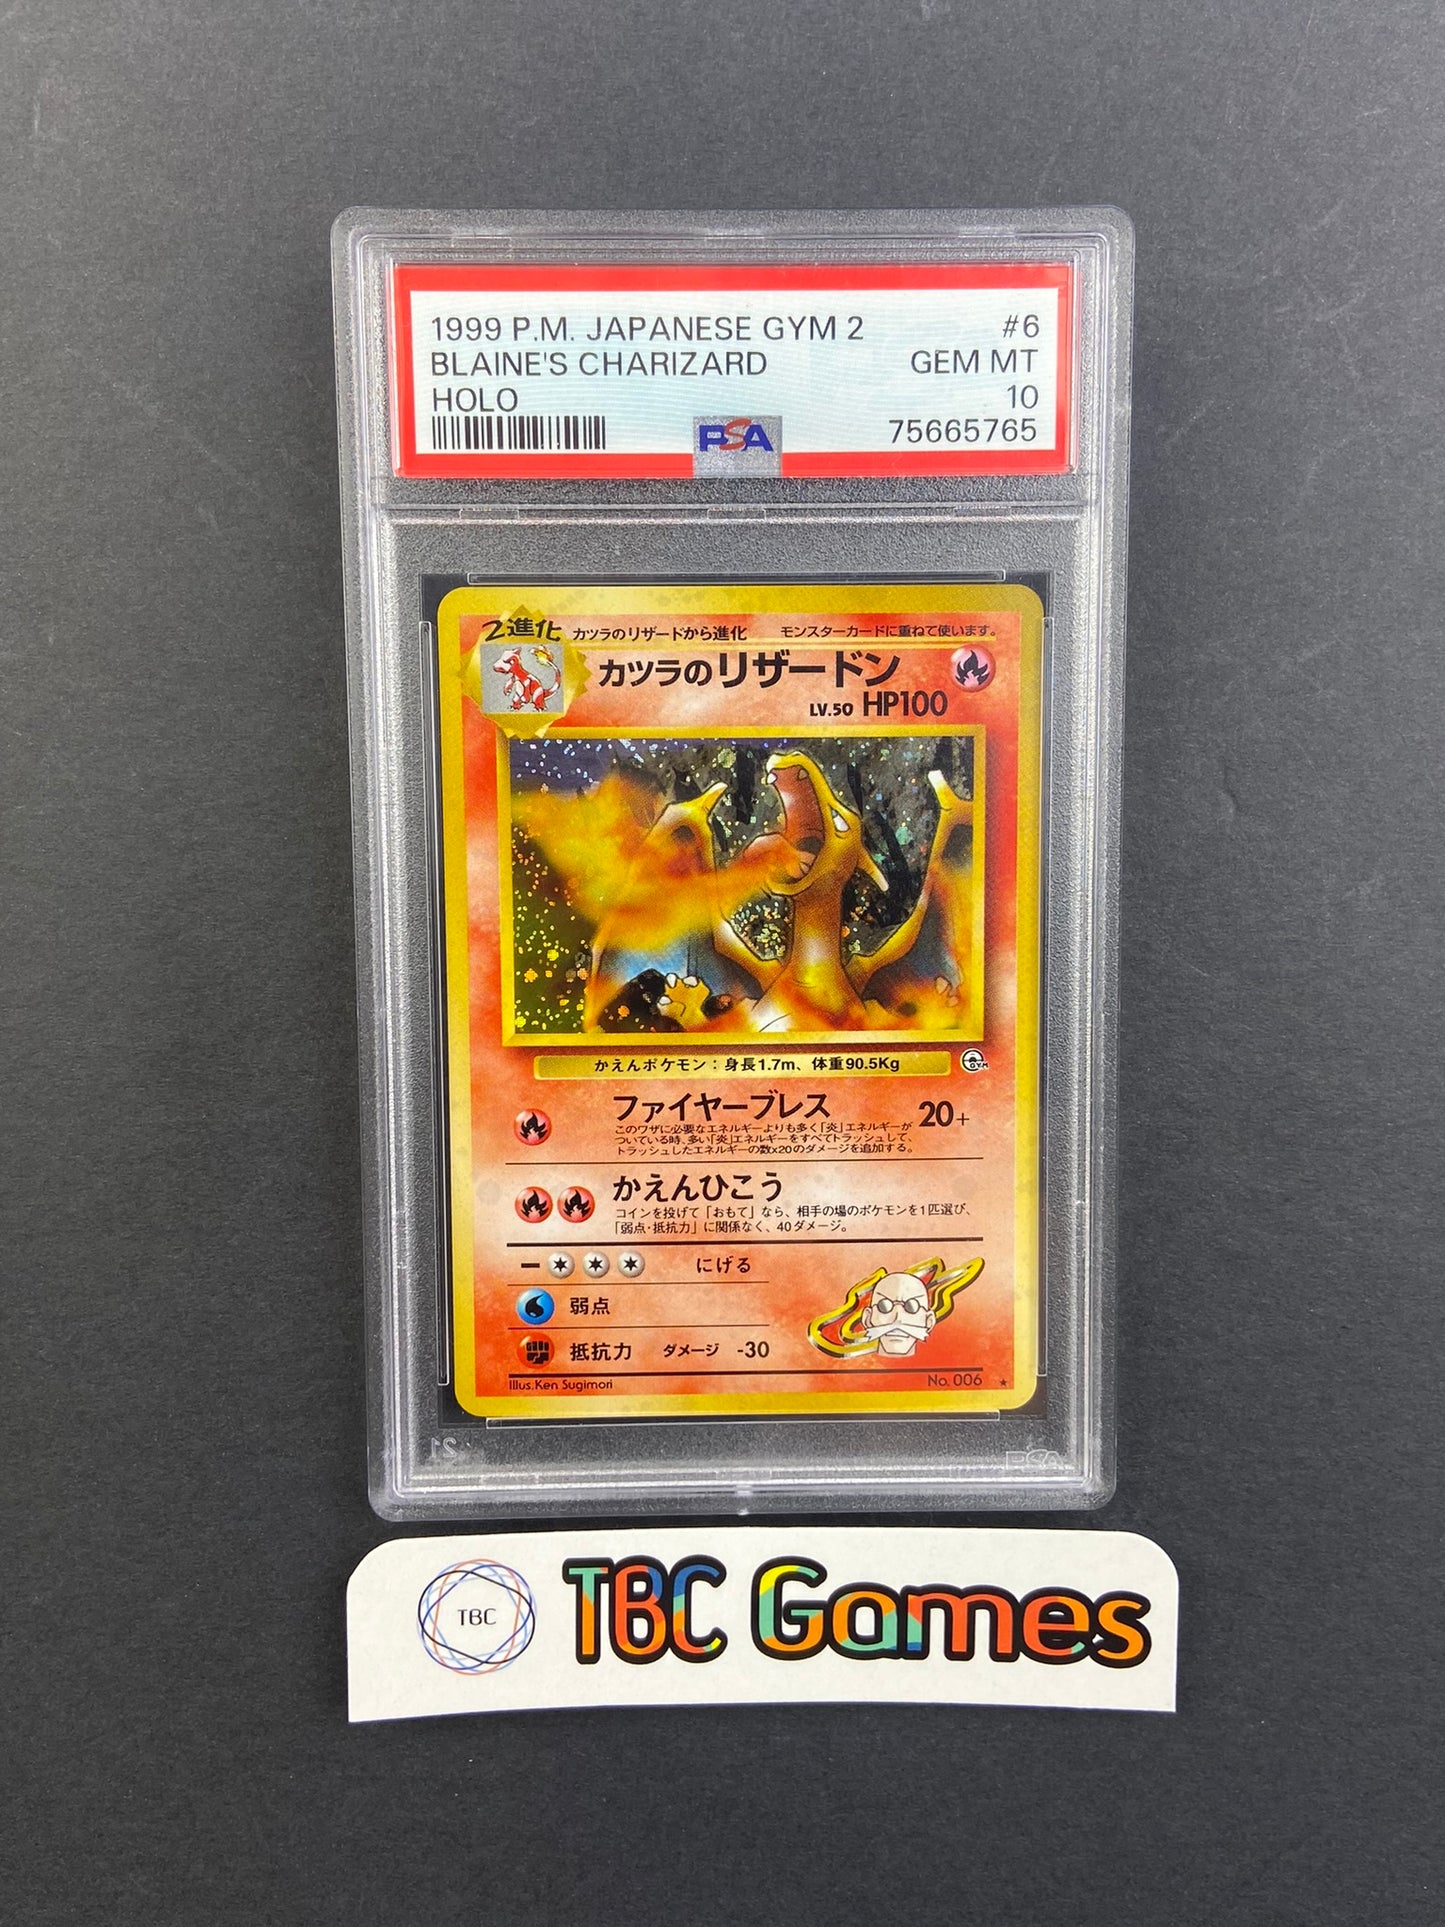 1999 P.M. JAPANESE GYM 2 #6
BLAINE'S CHARIZARD GEM MT
HOLO 10
PSA 75665765
2進化 カツラのリザードから進化 モンスターカードに重ねて使います。
カツラのリザードン
LV.50 HP100
かえんポケモン：身長1.7m、体重90.5Kg
GYM
ファイヤーブレス 20+
このワザに必要なエネルギーよりも多く「炎」エネルギーが
ついている時、多い「炎」エネルギーをすべてトラッシュして、
トラッシュしたエネルギーの数x20のダメージを追加する。
かえんひこう
コインを投げて「おもて」なら、相手の場のポケモンを1匹選び、
「弱点・抵抗力」に関係なく、40ダメージ。
ー にげる
弱点
抵抗力 ダメージ -30
Illus.Ken Sugimori No. 006 ★
PSA
TBC TBC Games